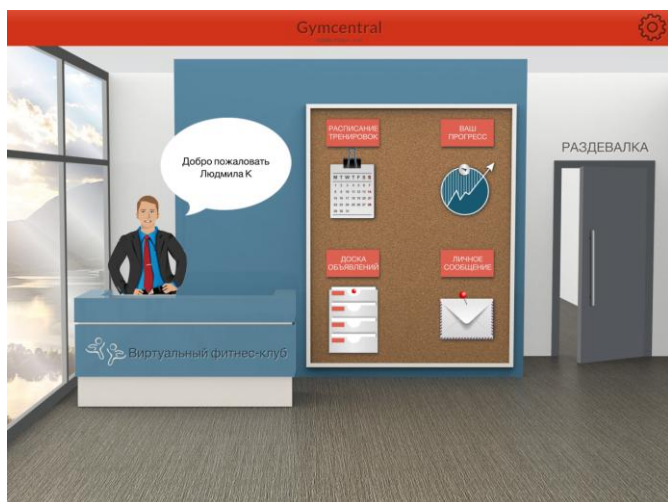 Gymcentral
Добро пожаловать
Людмила К
РАСПИСАНИЕ
ТРЕНИРОВОК
ВАШ
ПРОГРЕСС
M T W T F S S
ДОСКА
ОБЪЯВЛЕНИЙ
ЛИЧНОЕ
СООБЩЕНИЕ
РАЗДЕВАЛКА
Виртуальный фитнес-клуб